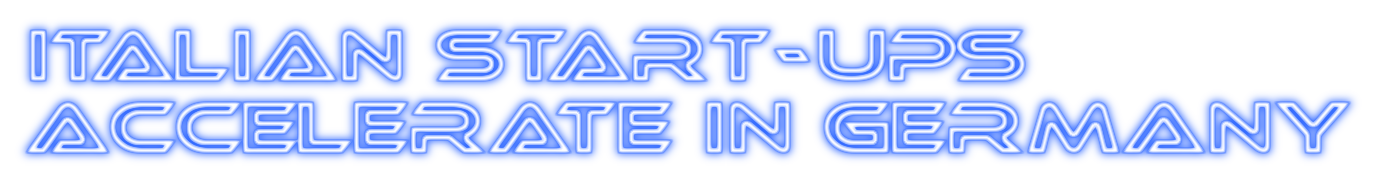 ITALIAN START-UPS
ACCELERATE IN GERMANY